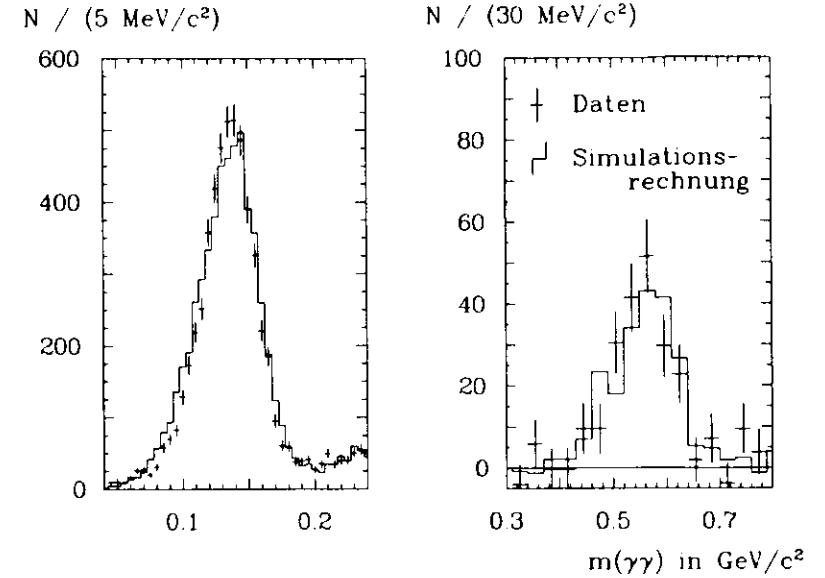 N / (5 MeV/c²)
N / (30 MeV/c²)
600
400
200
0
0.1
0.2
100
80
60
40
20
0
0.3
0.5
0.7
Daten
Simulations-
rechnung
m(γγ) in GeV/c²